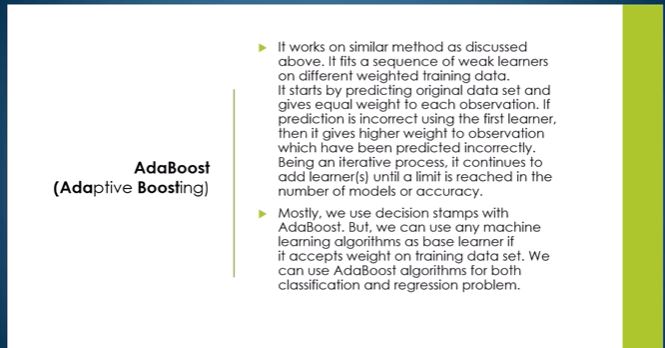 AdaBoost
(Adaptive Boosting)
It works on similar method as discussed
above. It fits a sequence of weak learners
on different weighted training data.
It starts by predicting original data set and
gives equal weight to each observation. If
prediction is incorrect using the first learner,
then it gives higher weight to observation
which have been predicted incorrectly.
Being an iterative process, it continues to
add learner(s) until a limit is reached in the
number of models or accuracy.
Mostly, we use decision stamps with
AdaBoost. But, we can use any machine
learning algorithms as base learner if
it accepts weight on training data set. We
can use AdaBoost algorithms for both
classification and regression problem.